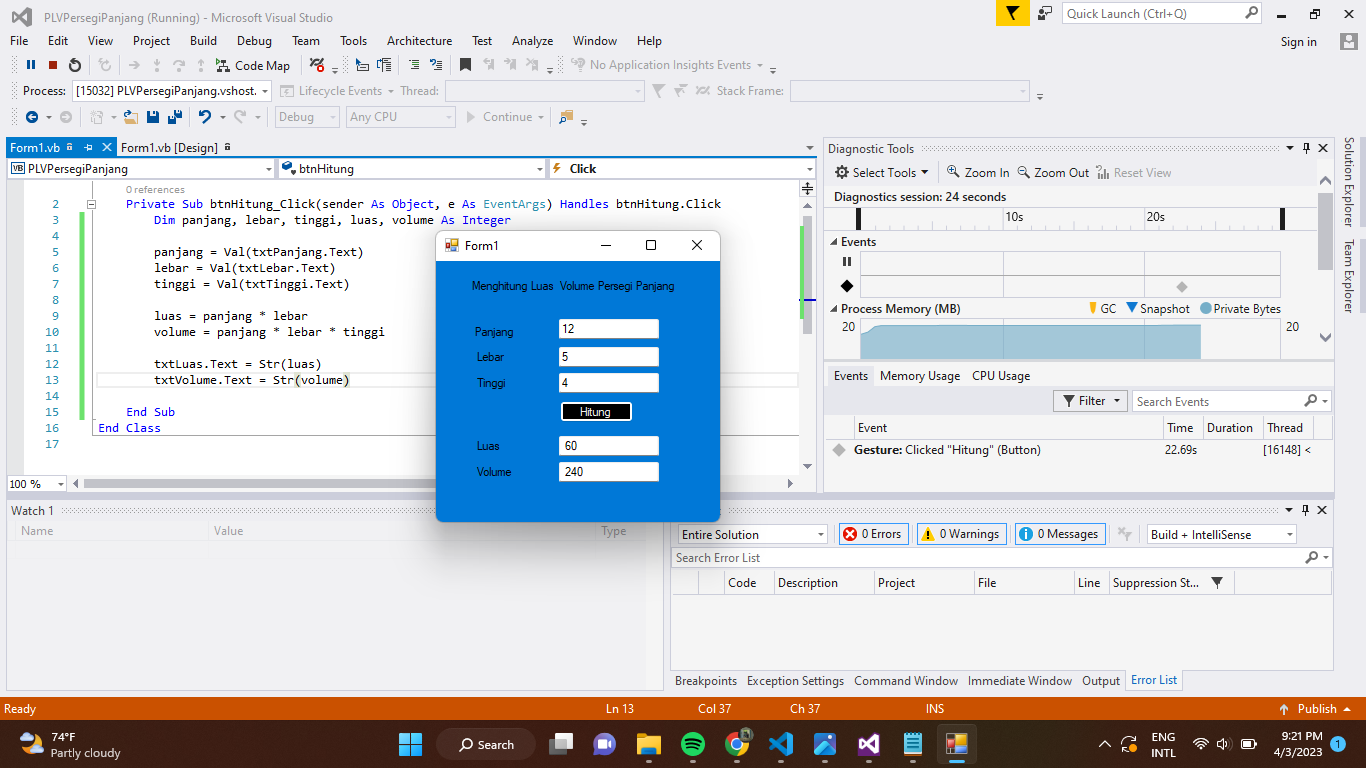 PLVPersegiPanjang (Running) - Microsoft Visual Studio
Quick Launch (Ctrl+Q)
File Edit View Project Build Debug Team Tools Architecture Test Analyze Window Help
Sign in
Code Map
No Application Insights Events
Process: [15032] PLVPersegiPanjang.vshost. Lifecycle Events Thread: Stack Frame:
Debug Any CPU Continue
Form1.vb Form1.vb [Design]
VB PLVPersegiPanjang btnHitung Click
0 references
2 Private Sub btnHitung_Click(sender As Object, e As EventArgs) Handles btnHitung.Click
3 Dim panjang, lebar, tinggi, luas, volume As Integer
4
5 panjang = Val(txtPanjang.Text)
6 lebar = Val(txtLebar.Text)
7 tinggi = Val(txtTinggi.Text)
8
9 luas = panjang * lebar
10 volume = panjang * lebar * tinggi
11
12 txtLuas.Text = Str(luas)
13 txtVolume.Text = Str(volume)
14
15 End Sub
16 End Class
17
100 %
Form1
Menghitung Luas Volume Persegi Panjang
Panjang 12
Lebar 5
Tinggi 4
Hitung
Luas 60
Volume 240
Diagnostic Tools
Select Tools Zoom In Zoom Out Reset View
Diagnostics session: 24 seconds
10s 20s
Events
Process Memory (MB) GC Snapshot Private Bytes
20 20
Events Memory Usage CPU Usage
Filter Search Events
Event Time Duration Thread
Gesture: Clicked "Hitung" (Button) 22.69s [16148] <
Solution Explorer
Team Explorer
Watch 1
Name Value Type
Entire Solution 0 Errors 0 Warnings 0 Messages Build + IntelliSense
Search Error List
Code Description Project File Line Suppression St...
Breakpoints Exception Settings Command Window Immediate Window Output Error List
Ready Ln 13 Col 37 Ch 37 INS Publish
74°F
Partly cloudy
Search
ENG
INTL
9:21 PM
4/3/2023
1